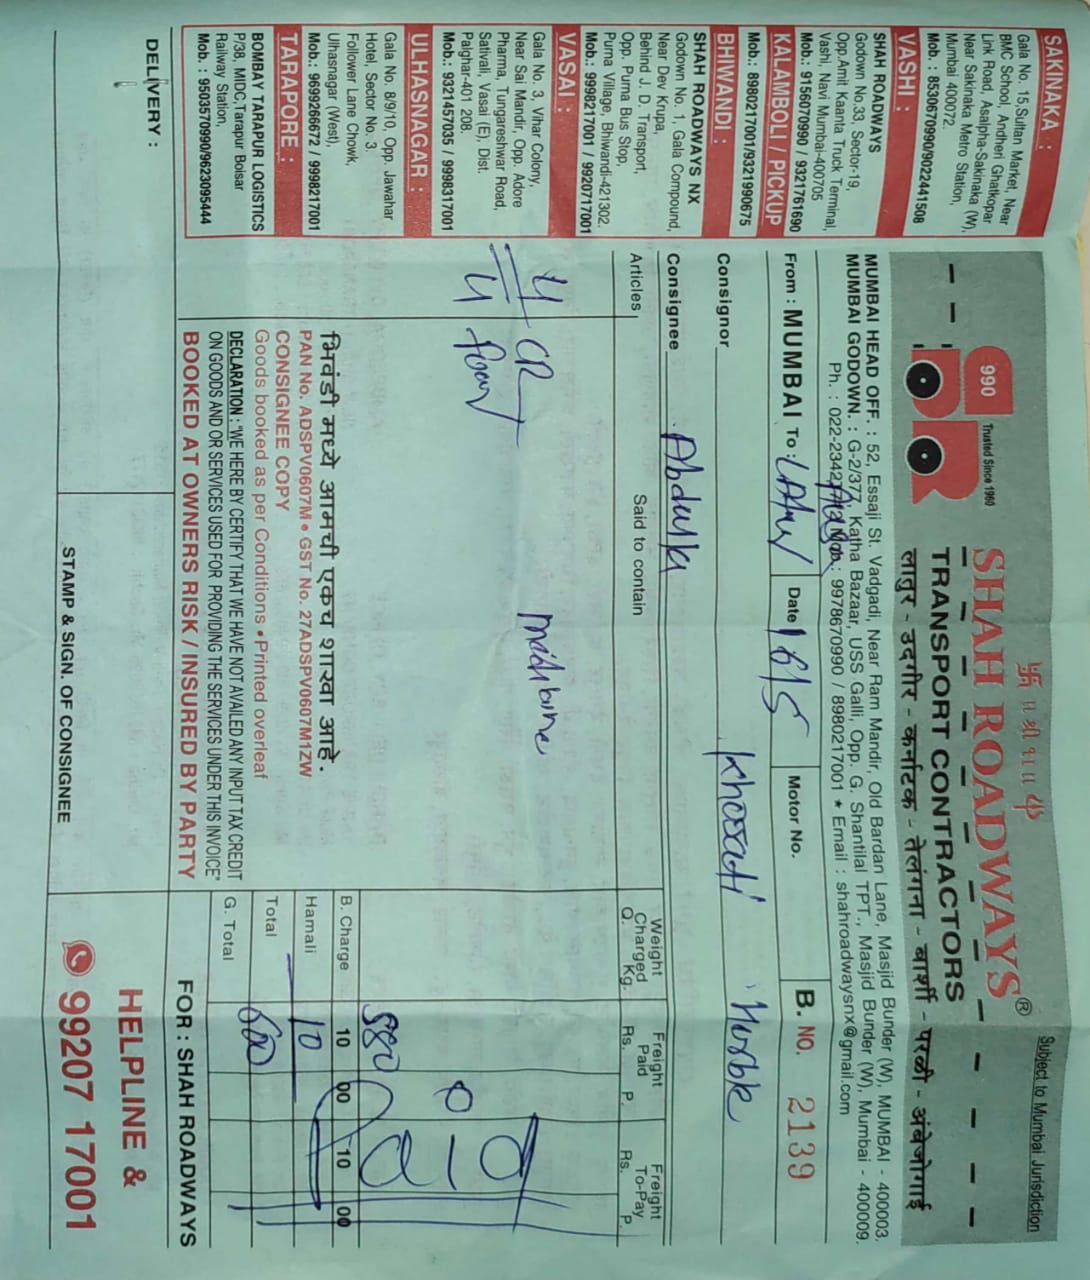 Subject to Mumbai Jurisdiction
॥ श्री ॥
990
Trusted Since 1960
SHAH ROADWAYS®
TRANSPORT CONTRACTORS
लातुर - उदगीर - कर्नाटक - तेलंगना - बार्शी - परळी - अंबेजोगाई
MUMBAI HEAD OFF. : 52, Essaji St. Vadgadi, Near Ram Mandir, Old Bardan Lane, Masjid Bunder (W), MUMBAI - 400003.
MUMBAI GODOWN. : G-2/377, Katha Bazaar, USS Galli, Opp. G. Shantilal TPT., Masjid Bunder (W), Mumbai - 400009.
Ph. : 022-2342 : 9978670990 / 8980217001 * Email : shahroadwaysnx@gmail.com
From : MUMBAI To : Latur Date 16/5 Motor No. B. NO. 2139
Consignor Khorradi
Consignee Abdulla
Articles Said to contain Weight Charged Q. Kg. Freight Paid Rs. P. Freight To-Pay Rs. P.
4 CR machine
4
580
B. Charge 10 00 10 00
Hamali 10
Total
G. Total 600
भिवंडी मध्ये आमची एकच शाखा आहे.
PAN No. ADSPV0607M • GST No. 27ADSPV0607M1ZW
CONSIGNEE COPY
Goods booked as per Conditions • Printed overleaf
DECLARATION : "WE HERE BY CERTIFY THAT WE HAVE NOT AVAILED ANY INPUT TAX CREDIT
ON GOODS AND OR SERVICES USED FOR PROVIDING THE SERVICES UNDER THIS INVOICE"
BOOKED AT OWNERS RISK / INSURED BY PARTY
FOR : SHAH ROADWAYS
SAKINAKA :
Gala No. 15,Sultan Market, Near
BMC School, Andheri Ghatkopar
Link Road, Asalpha-Sakinaka (W),
Near Sakinaka Metro Station,
Mumbai 400072.
Mob. : 8530670990/9022441508
VASHI :
SHAH ROADWAYS
Godown No.33, Sector-19,
Opp.Amit Kaanta Truck Terminal,
Vashi, Navi Mumbai-400705
Mob.: 9156070990 / 9321761690
KALAMBOLI / PICKUP
Mob.: 8980217001/9321990675
BHIWANDI :
SHAH ROADWAYS NX
Godown No. 1, Gala Compound,
Near Dev Krupa,
Behind J. D. Transport,
Opp. Purna Bus Stop,
Purna Village, Bhiwandi-421302.
Mob.: 9998217001 / 9920717001
VASAI :
Gala No. 3, Vihar Colony,
Near Sai Mandir, Opp. Adore
Pharma, Tungareshwar Road,
Sativali, Vasai (E), Dist.
Palghar-401 208.
Mob.: 9321457035 / 9998317001
ULHASNAGAR :
Gala No. 8/9/10, Opp. Jawahar
Hotel, Sector No. 3.
Follower Lane Chowk,
Ulhasnagar (West),
Mob.: 9699266672 / 9998217001
TARAPORE :
BOMBAY TARAPUR LOGISTICS
P/38, MIDC,Tarapur Boisar
Railway Station,
Mob. : 9503570990/9623095444
DELIVERY :
STAMP & SIGN. OF CONSIGNEE
HELPLINE &
99207 17001